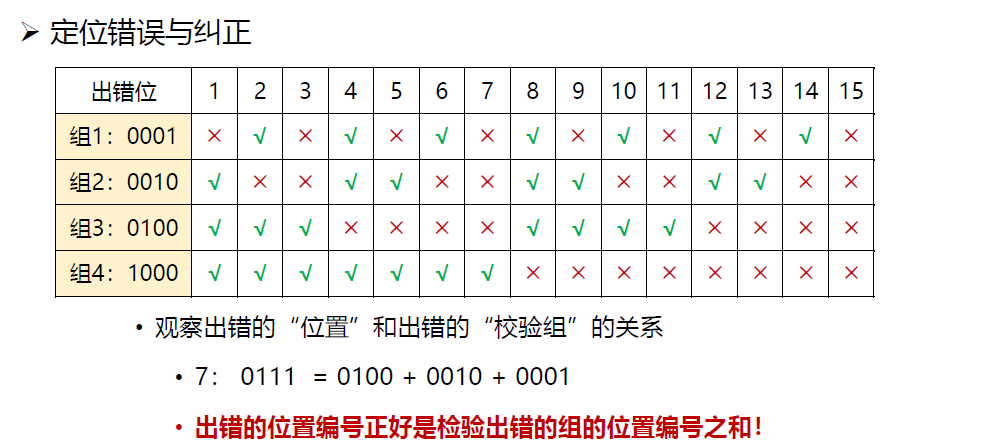 ➢ 定位错误与纠正
出错位 1 2 3 4 5 6 7 8 9 10 11 12 13 14 15
组1：0001 × √ × √ × √ × √ × √ × √ × √ ×
组2：0010 √ × × √ √ × × √ √ × × √ √ × ×
组3：0100 √ √ √ × × × × √ √ √ √ × × × ×
组4：1000 √ √ √ √ √ √ √ × × × × × × × ×
• 观察出错的“位置”和出错的“校验组”的关系
• 7： 0111 = 0100 + 0010 + 0001
• 出错的位置编号正好是检验出错的组的位置编号之和！